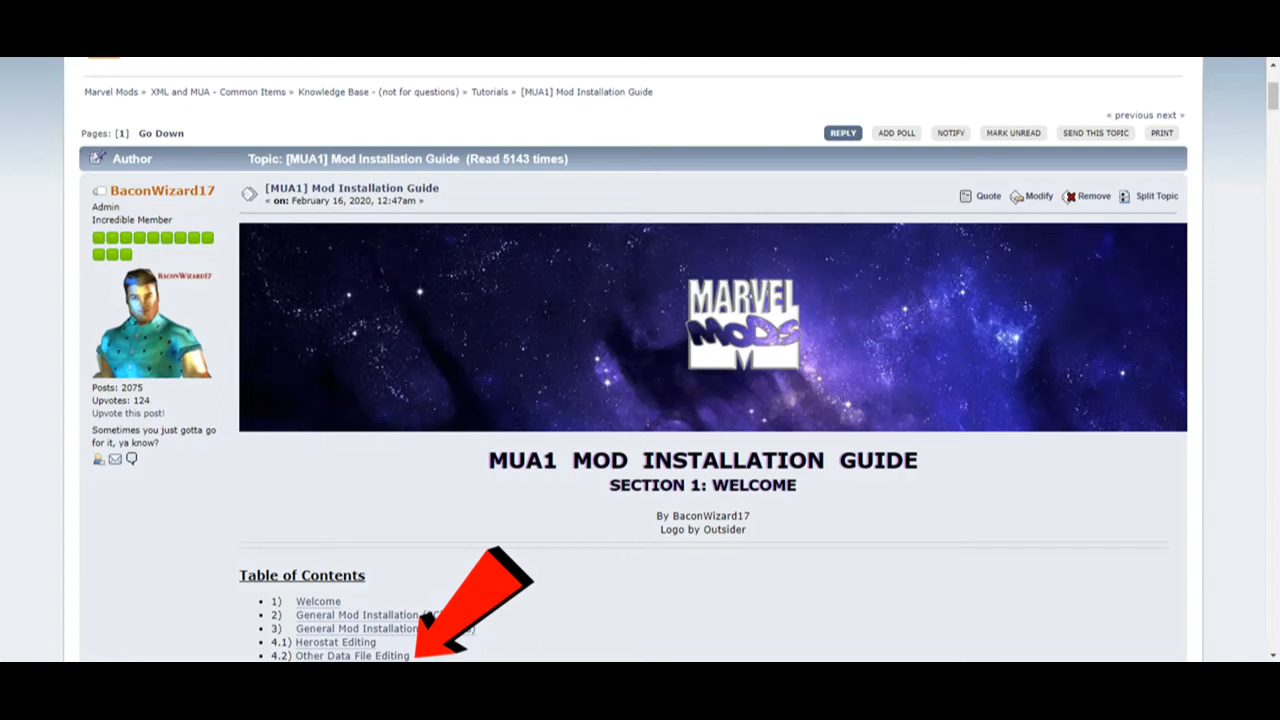 Marvel Mods » XML and MUA - Common Items » Knowledge Base - (not for questions) » Tutorials » [MUA1] Mod Installation Guide
« previous next »
Pages: [1] Go Down
REPLY ADD POLL NOTIFY MARK UNREAD SEND THIS TOPIC PRINT
Author Topic: [MUA1] Mod Installation Guide (Read 5143 times)
BaconWizard17
Admin
Incredible Member
BACONWIZARD17
Posts: 2075
Upvotes: 124
Upvote this post!
Sometimes you just gotta go
for it, ya know?
[MUA1] Mod Installation Guide
« on: February 16, 2020, 12:47am »
Quote Modify Remove Split Topic
MARVEL
MODS
M
MUA1 MOD INSTALLATION GUIDE
SECTION 1: WELCOME
By BaconWizard17
Logo by Outsider
Table of Contents
1) Welcome
2) General Mod Installation
3) General Mod Installation
4.1) Herostat Editing
4.2) Other Data File Editing